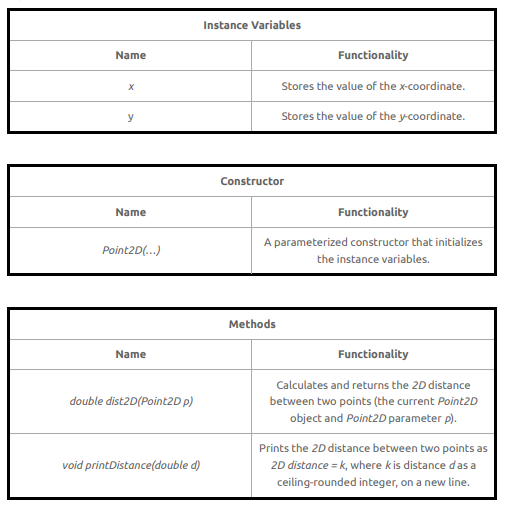 Instance Variables
Name Functionality
x Stores the value of the x-coordinate.
y Stores the value of the y-coordinate.
Constructor
Name Functionality
Point2D(...) A parameterized constructor that initializes
the instance variables.
Methods
Name Functionality
double dist2D(Point2D p) Calculates and returns the 2D distance
between two points (the current Point2D
object and Point2D parameter p).
void printDistance(double d) Prints the 2D distance between two points as
2D distance = k, where k is distance d as a
ceiling-rounded integer, on a new line.